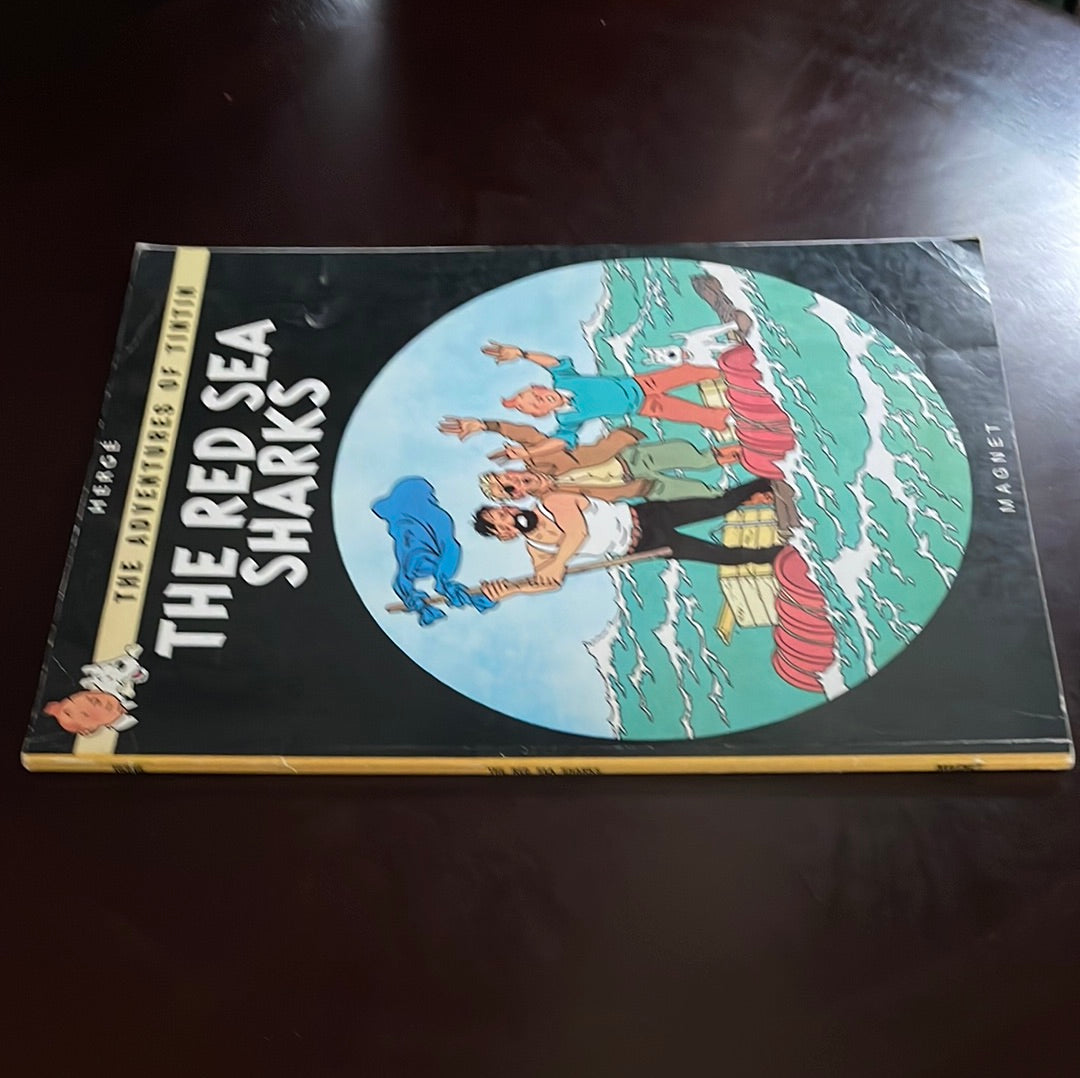 HERGÉ
THE ADVENTURES OF TINTIN
THE RED SEA
SHARKS
MAGNET
THE RED SEA SHARKS